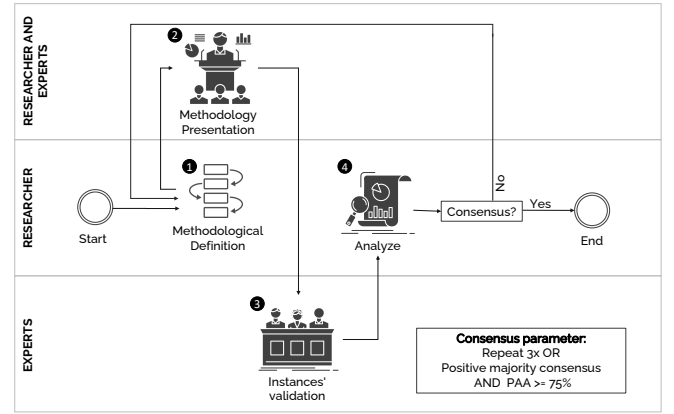 RESEARCHER AND
EXPERTS
2
Methodology
Presentation
RESEARCHER
Start
1
Methodological
Definition
4
Analyze
Consensus?
No
Yes
End
EXPERTS
3
Instances'
validation
Consensus parameter:
Repeat 3x OR
Positive majority consensus
AND PAA >= 75%